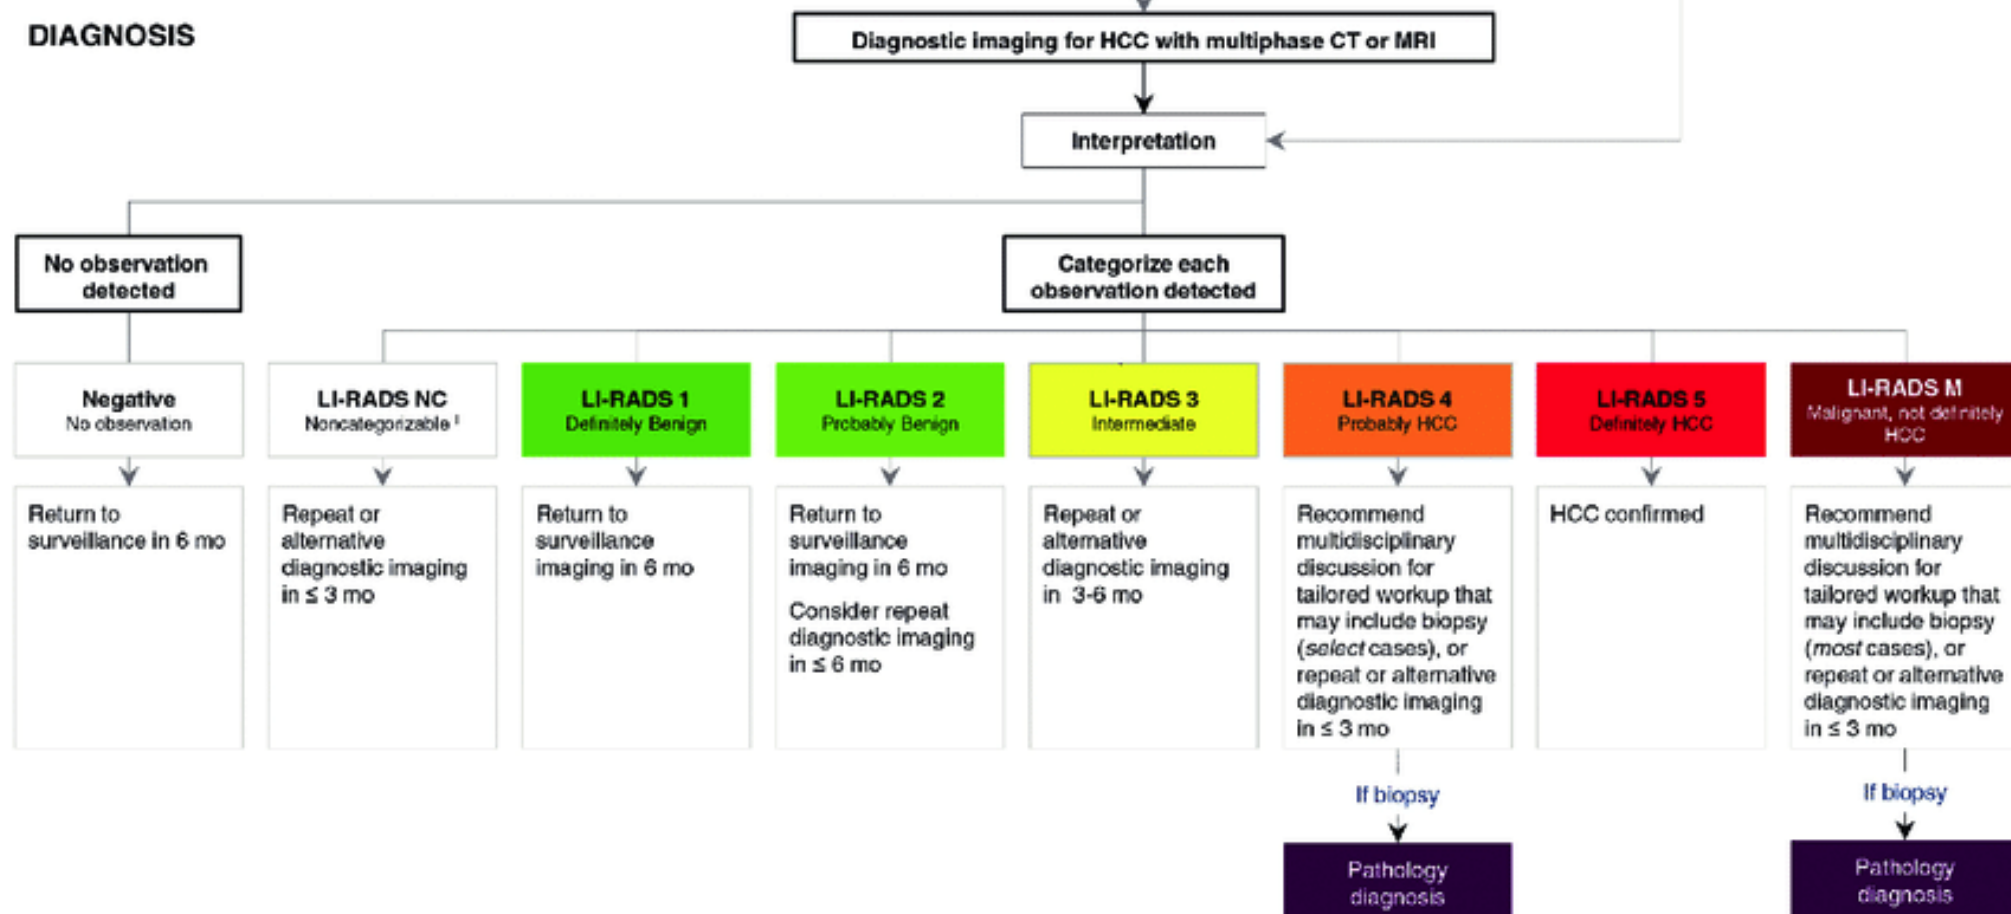 DIAGNOSIS
Diagnostic imaging for HCC with multiphase CT or MRI
Interpretation
No observation
detected
Categorize each
observation detected
Negative
No observation
Return to
surveillance in 6 mo
LI-RADS NC
Noncategorizable ‡
Repeat or
alternative
diagnostic imaging
in ≤ 3 mo
LI-RADS 1
Definitely Benign
Return to
surveillance
imaging in 6 mo
LI-RADS 2
Probably Benign
Return to
surveillance
imaging in 6 mo
Consider repeat
diagnostic imaging
in ≤ 6 mo
LI-RADS 3
Intermediate
Repeat or
alternative
diagnostic imaging
in 3-6 mo
LI-RADS 4
Probably HCC
Recommend
multidisciplinary
discussion for
tailored workup that
may include biopsy
(select cases), or
repeat or alternative
diagnostic imaging
in ≤ 3 mo
If biopsy
Pathology
diagnosis
LI-RADS 5
Definitely HCC
HCC confirmed
LI-RADS M
Malignant, not definitely
HCC
Recommend
multidisciplinary
discussion for
tailored workup that
may include biopsy
(most cases), or
repeat or alternative
diagnostic imaging
in ≤ 3 mo
If biopsy
Pathology
diagnosis